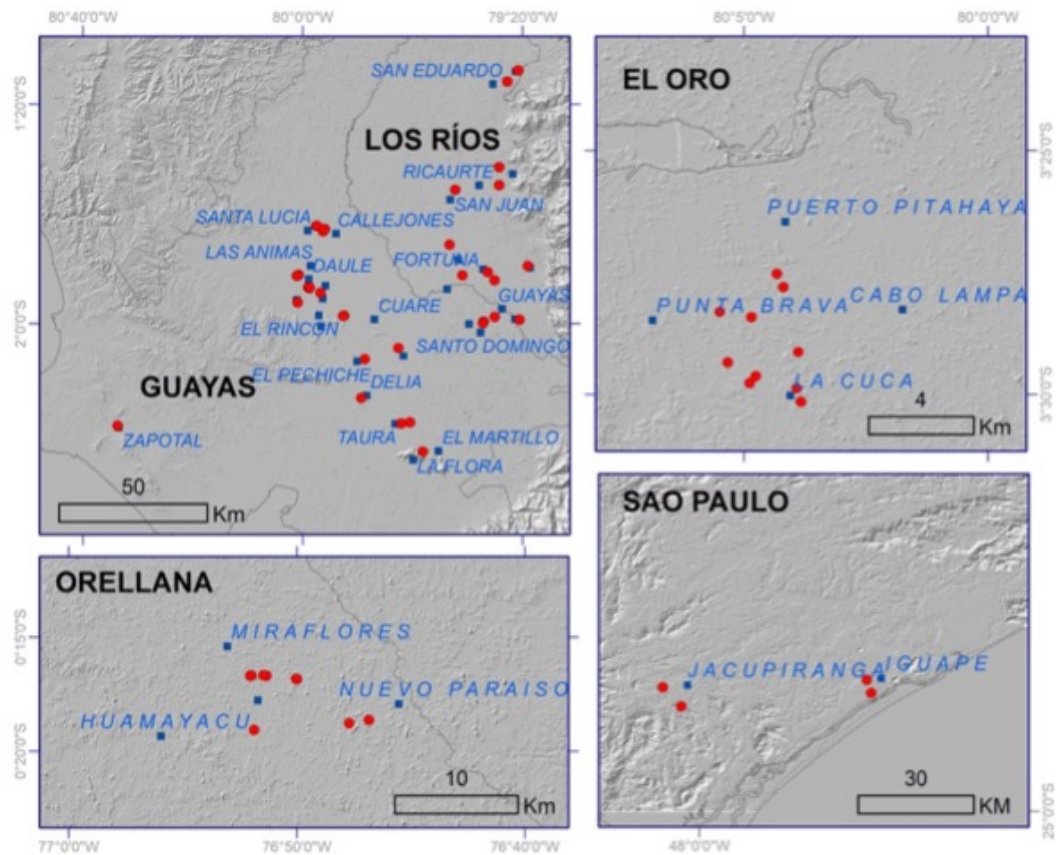 80°40'0"W 80°0'0"W 79°20'0"W
1°20'0"S
2°0'0"S
SAN EDUARDO
LOS RÍOS
RICAURTE
SAN JUAN
SANTA LUCIA
CALLEJONES
LAS ANIMAS
DAULE
FORTUNA
CUARE
GUAYAS
EL RINCON
SANTO DOMINGO
EL PECHICHE
DELIA
GUAYAS
ZAPOTAL
TAURA
EL MARTILLO
LA FLORA
50
Km
80°5'0"W 80°0'0"W
EL ORO
3°25'0"S
PUERTO PITAHAYA
PUNTA BRAVA
CABO LAMPA
LA CUCA
3°30'0"S
4
Km
ORELLANA
0°15'0"S
MIRAFLORES
NUEVO PARAISO
HUAMAYACU
0°20'0"S
10
Km
77°0'0"W 76°50'0"W 76°40'0"W
SAO PAULO
JACUPIRANGA
IGUAPE
30
KM
25°0'0"S
48°0'0"W